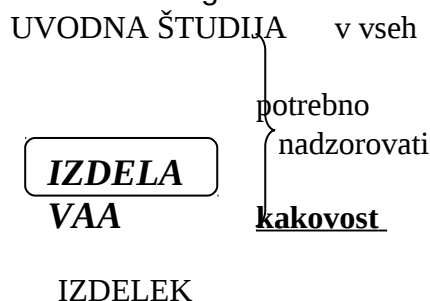 UVODNA ŠTUDIJA v vseh
potrebno
nadzorovati
IZDELA
VAA kakovost
IZDELEK